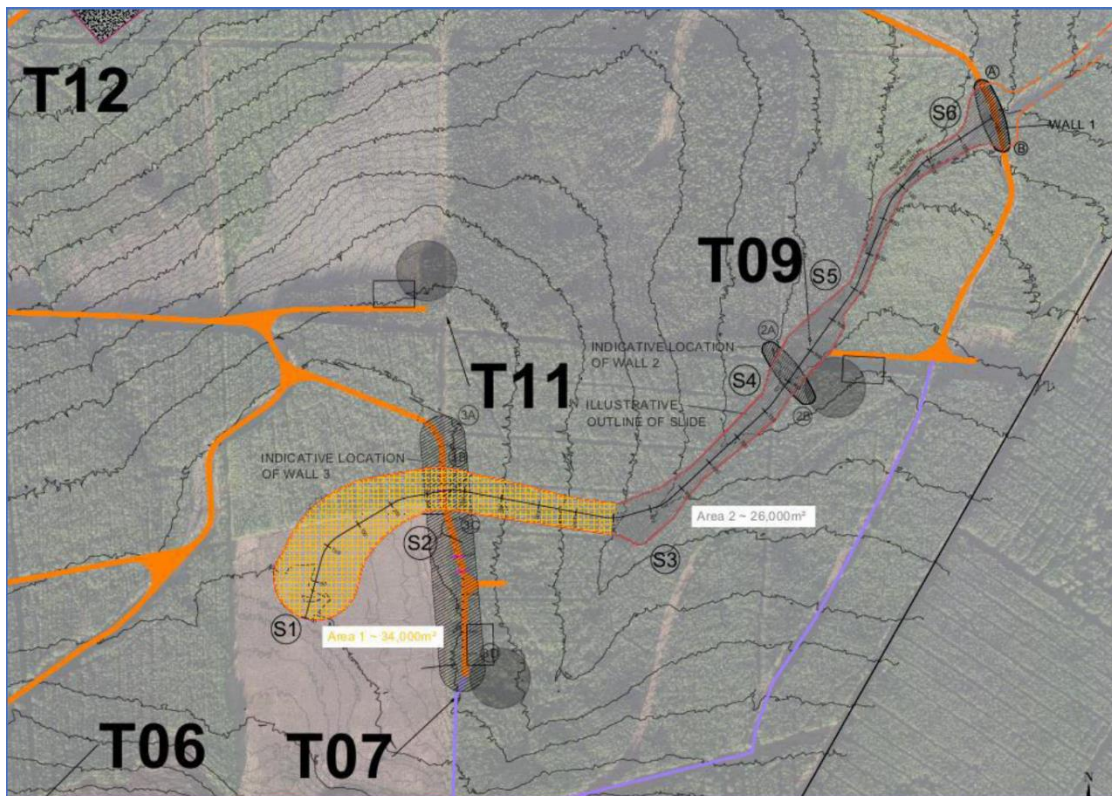 T12
A
S6
WALL 1
B
T09
S5
2A
INDICATIVE LOCATION
OF WALL 2
S4
T11
ILLUSTRATIVE
OUTLINE OF SLIDE
2B
3A
INDICATIVE LOCATION
OF WALL 3
3B
Area 2 ~ 26,000m²
3C
S2
S3
S1
Area 1 ~ 34,000m²
T06
T07
N